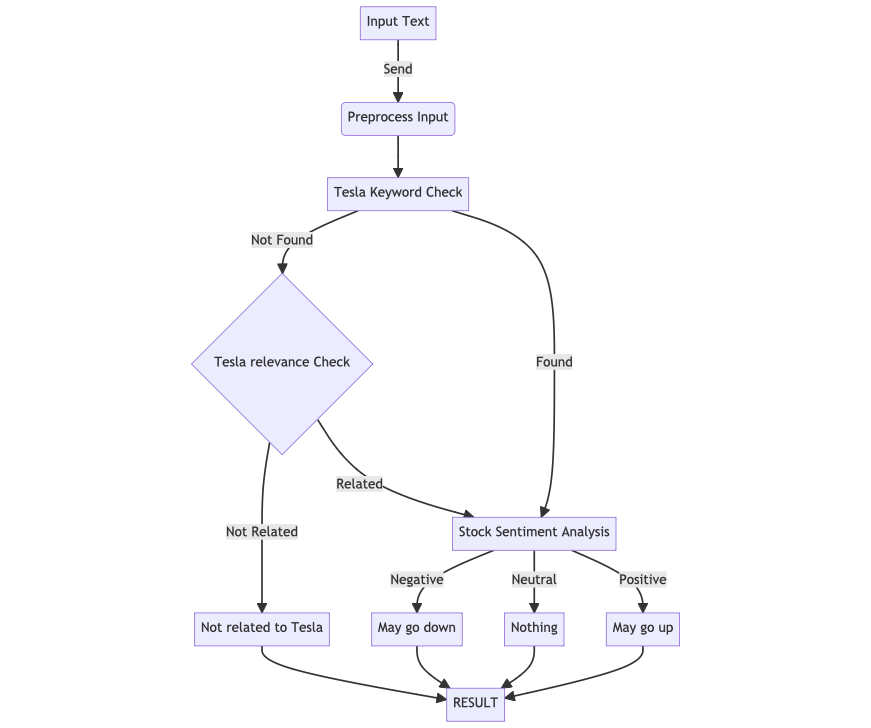 Input Text
Send
Preprocess Input
Tesla Keyword Check
Not Found
Tesla relevance Check
Found
Related
Not Related
Stock Sentiment Analysis
Negative
Neutral
Positive
Not related to Tesla
May go down
Nothing
May go up
RESULT